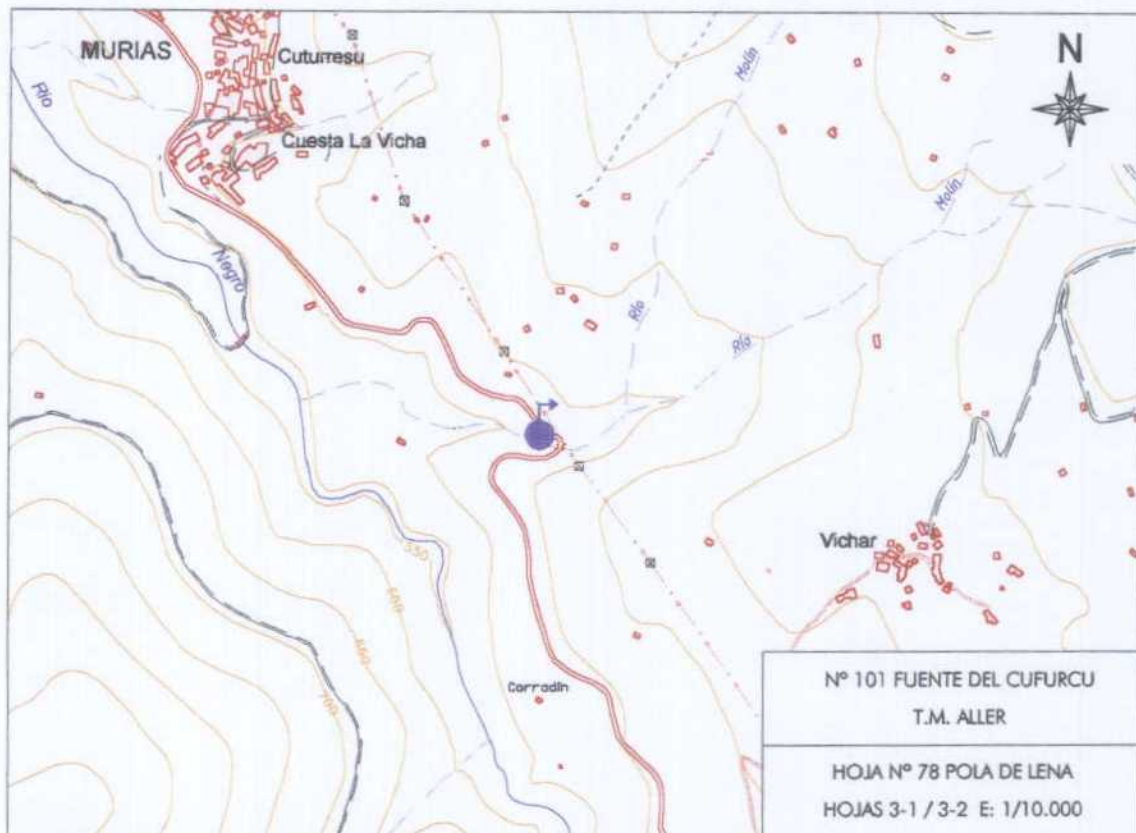 MURIAS
Cuturresu
Cuesta La Vicha
N
Río
Negro
Molín
Molín
Río
Río
Vichar
550
600
700
Corradín
Nº 101 FUENTE DEL CUFURCU
T.M. ALLER
HOJA Nº 78 POLA DE LENA
HOJAS 3-1 / 3-2 E: 1/10.000